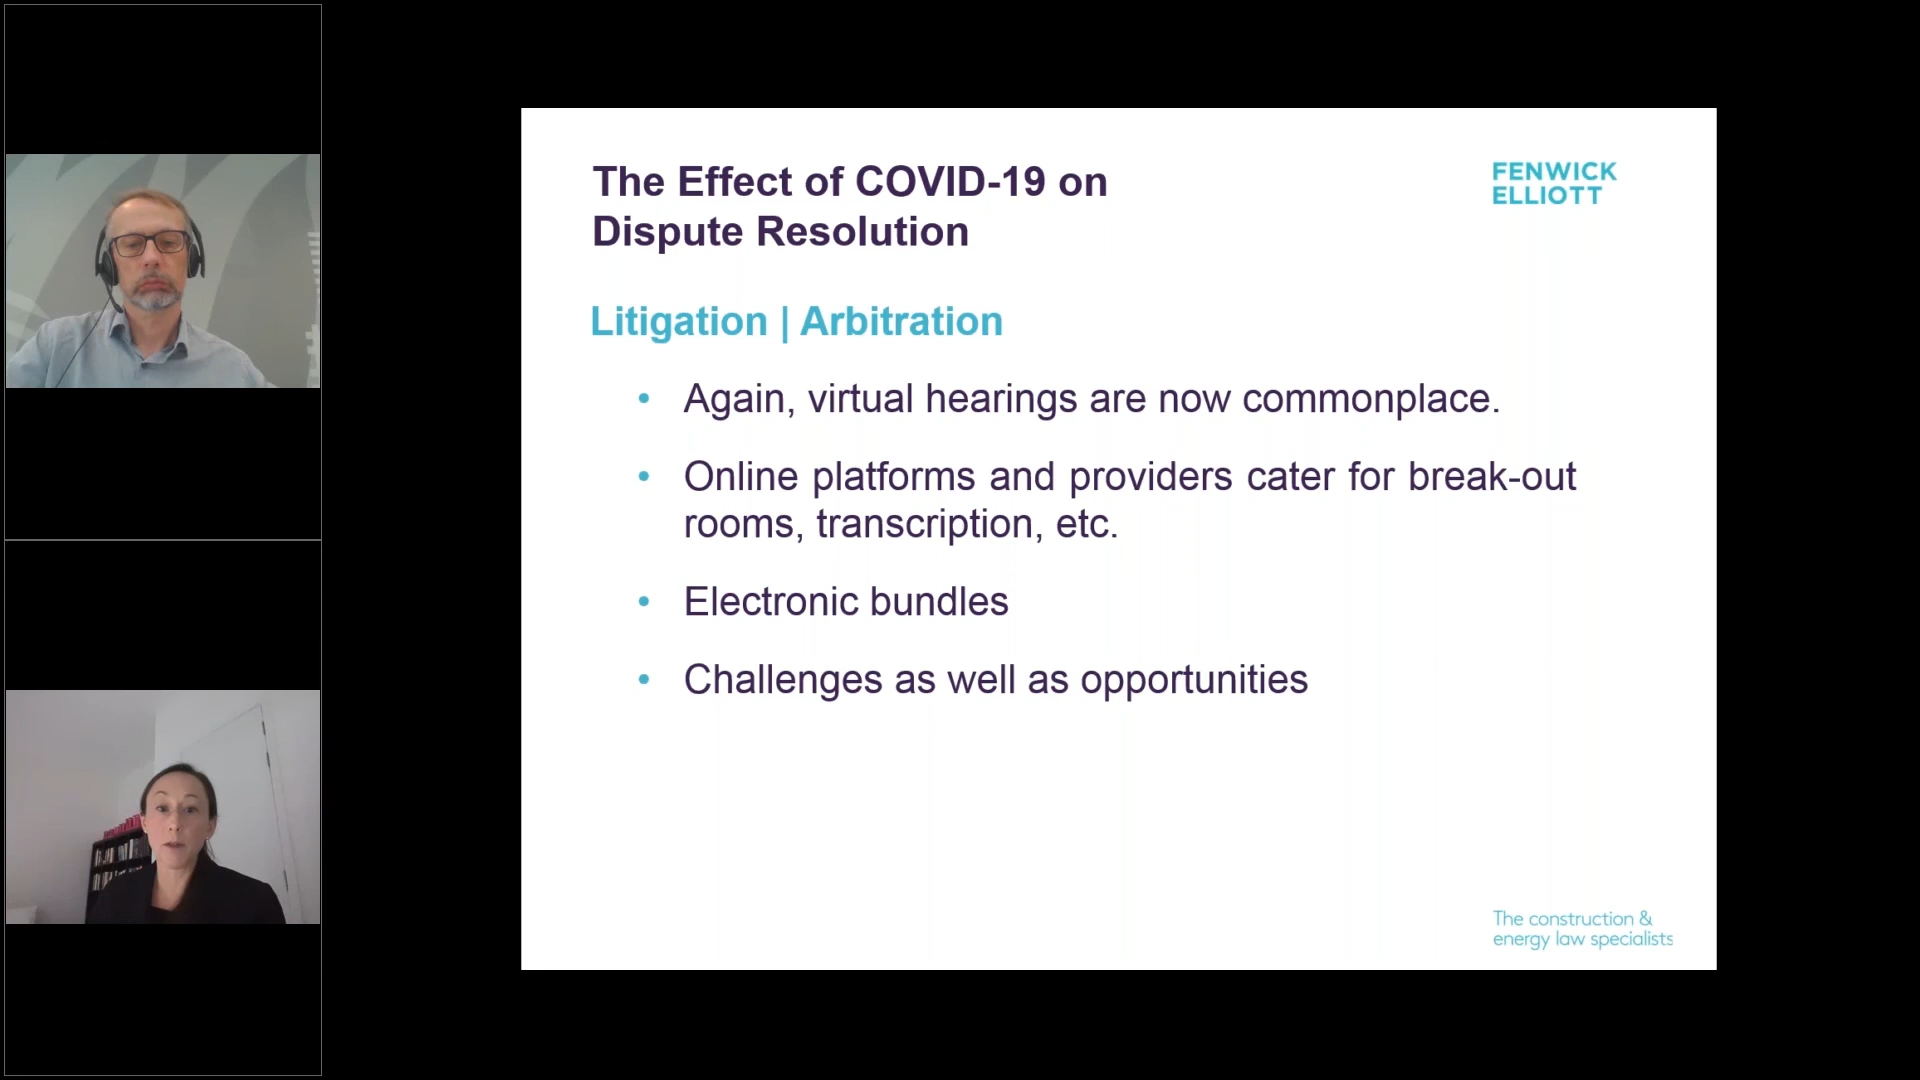 The Effect of COVID-19 on
Dispute Resolution
FENWICK
ELLIOTT
Litigation | Arbitration
• Again, virtual hearings are now commonplace.
• Online platforms and providers cater for break-out
rooms, transcription, etc.
• Electronic bundles
• Challenges as well as opportunities
The construction &
energy law specialists